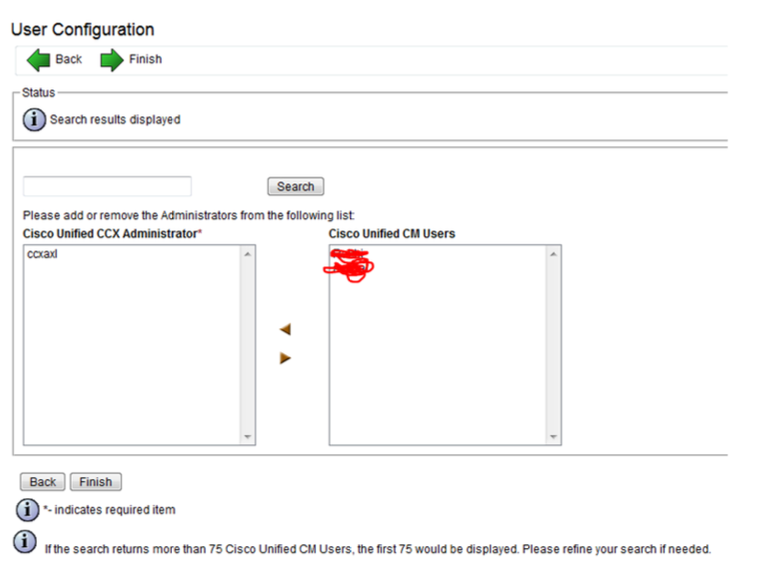 User Configuration
Back Finish
Status
Search results displayed
Search
Please add or remove the Administrators from the following list:
Cisco Unified CCX Administrator* Cisco Unified CM Users
ccxaxl
Back Finish
*- indicates required item
If the search returns more than 75 Cisco Unified CM Users, the first 75 would be displayed. Please refine your search if needed.